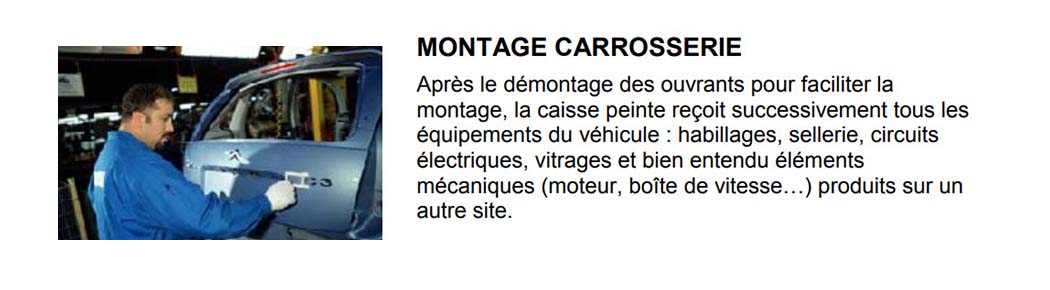 MONTAGE CARROSSERIE
Après le démontage des ouvrants pour faciliter la
montage, la caisse peinte reçoit successivement tous les
équipements du véhicule : habillages, sellerie, circuits
électriques, vitrages et bien entendu éléments
mécaniques (moteur, boîte de vitesse…) produits sur un
autre site.